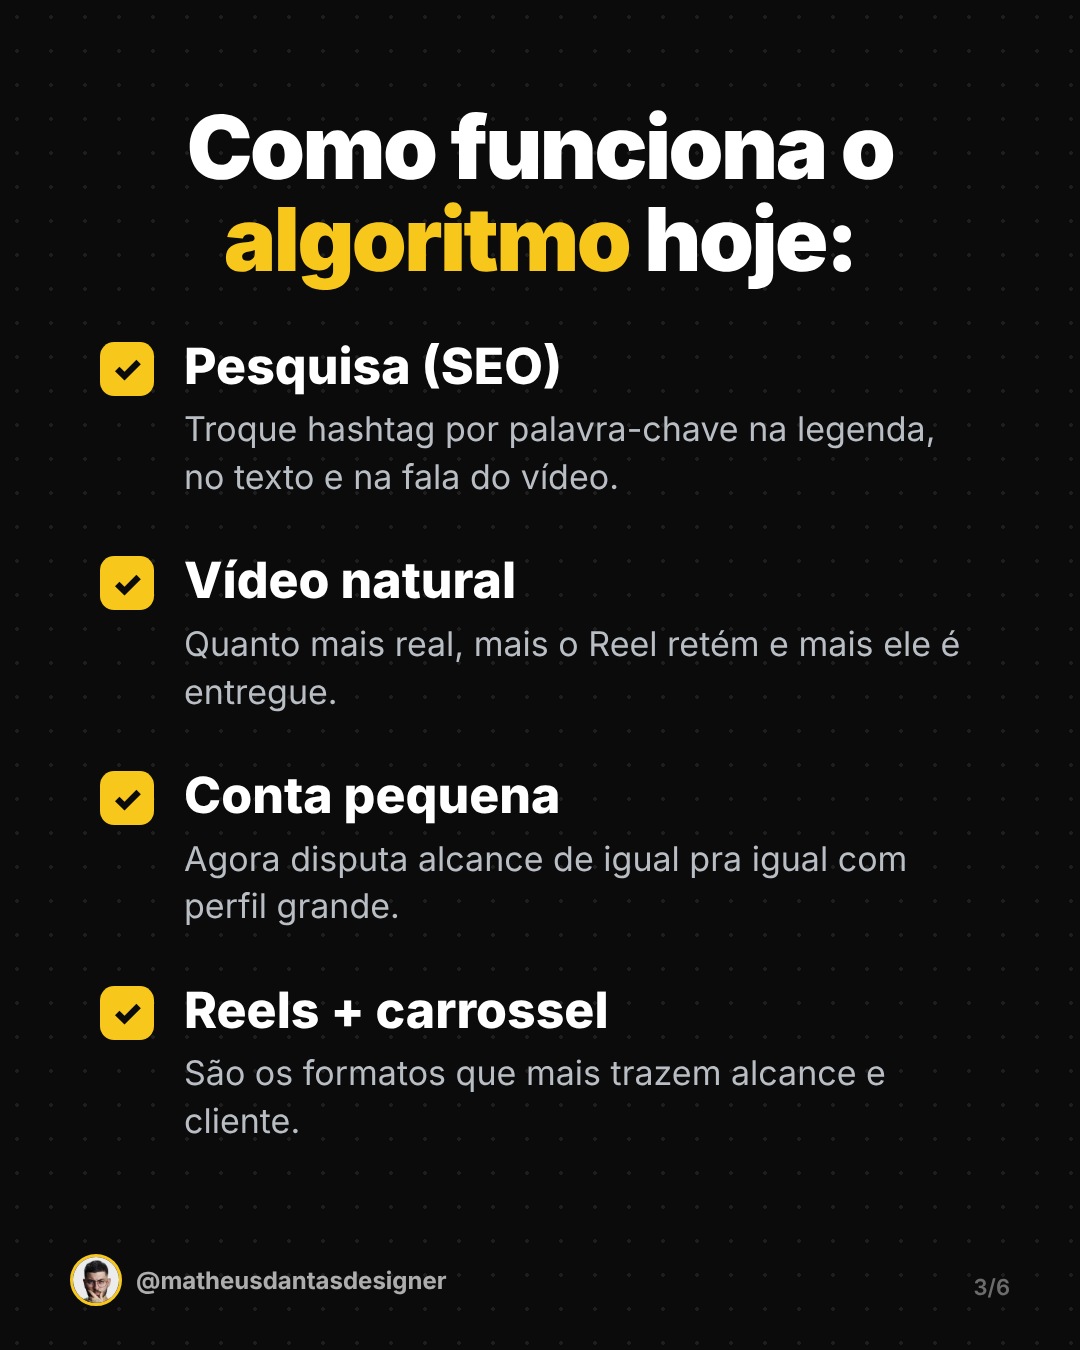 Como funciona o
algoritmo hoje:
Pesquisa (SEO)
Troque hashtag por palavra-chave na legenda,
no texto e na fala do vídeo.
Vídeo natural
Quanto mais real, mais o Reel retém e mais ele é
entregue.
Conta pequena
Agora disputa alcance de igual pra igual com
perfil grande.
Reels + carrossel
São os formatos que mais trazem alcance e
cliente.
@matheusdantasdesigner
3/6